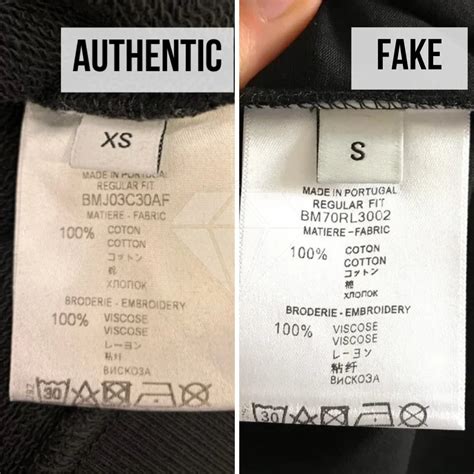 AUTHENTIC
XS
MADE IN PORTUGAL
REGULAR FIT
BMJ03C30AF
MATIERE - FABRIC
100% COTON
COTTON
コットン
棉
ХЛОПОК
BRODERIE - EMBROIDERY
100% VISCOSE
VISCOSE
レーヨン
粘纤
ВИСКОЗА
30
FAKE
S
MADE IN PORTUGAL
REGULAR FIT
BM70RL3002
MATIERE-FABRIC
100% COTON
COTTON
コットン
棉
ХЛОПОК
BRODERIE - EMBROIDERY
100% VISCOSE
VISCOSE
レーヨン
粘纤
ВИСКОЗА
30